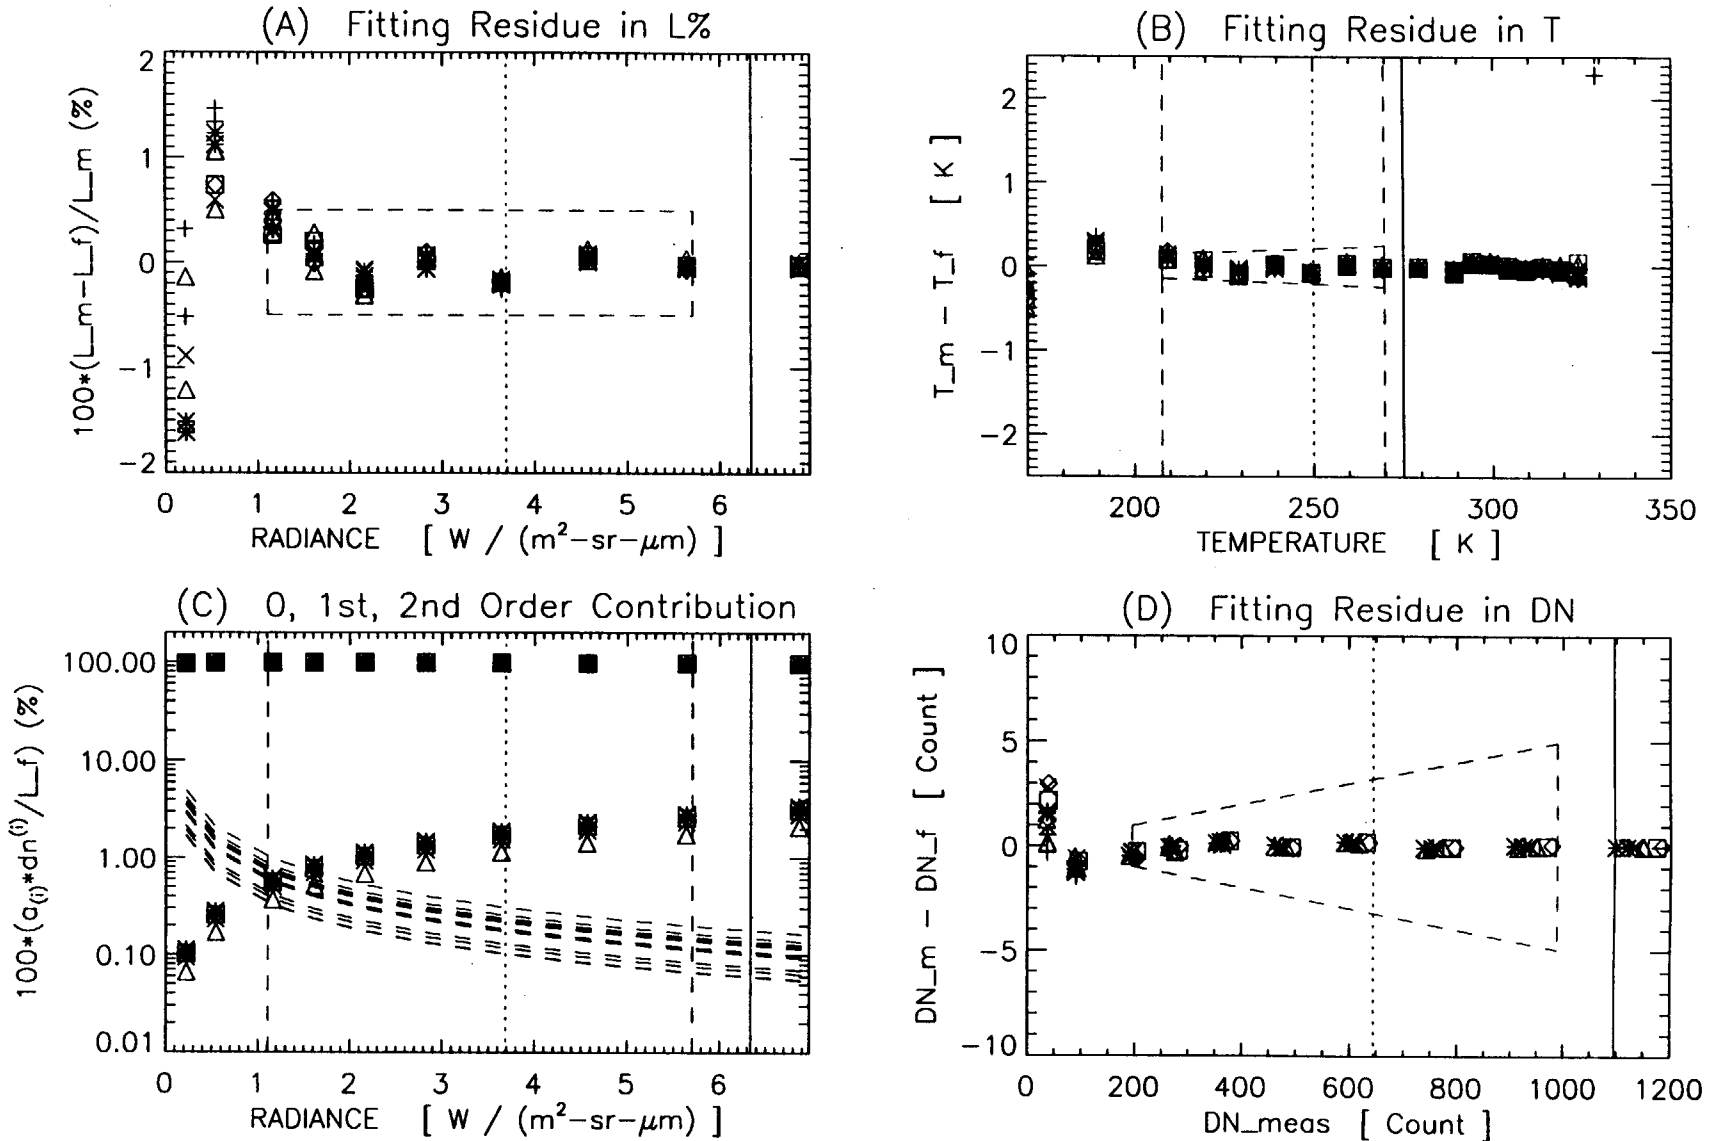 (A) Fitting Residue in L%
100*(L_m−L_f)/L_m (%)
2
1
0
−1
−2
0 1 2 3 4 5 6
RADIANCE [ W / (m²−sr−μm) ]
(B) Fitting Residue in T
T_m − T_f [ K ]
2
1
0
−1
−2
200 250 300 350
TEMPERATURE [ K ]
(C) 0, 1st, 2nd Order Contribution
100*(a(i)*dn(i)/L_f) (%)
100.00
10.00
1.00
0.10
0.01
0 1 2 3 4 5 6
RADIANCE [ W / (m²−sr−μm) ]
(D) Fitting Residue in DN
DN_m − DN_f [ Count ]
10
5
0
−5
−10
0 200 400 600 800 1000 1200
DN_meas [ Count ]